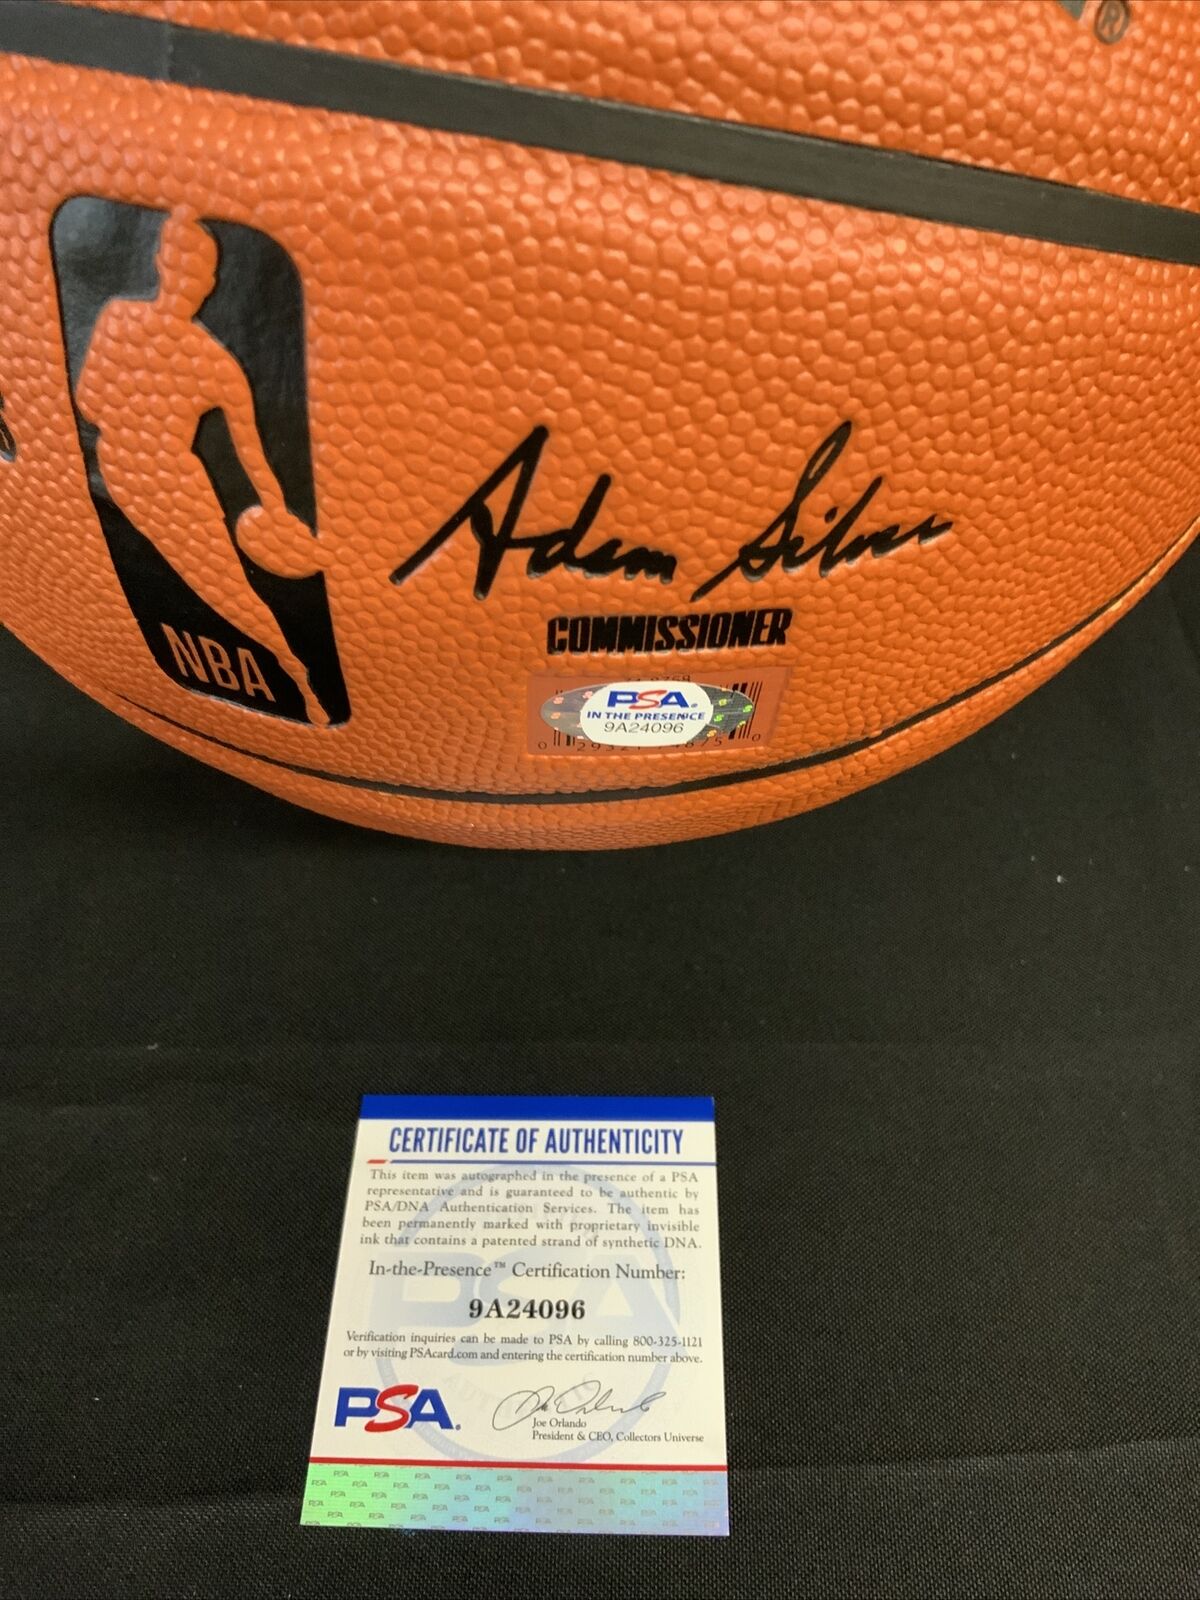 ®
NBA
Adam Silver
COMMISSIONER
PSA
IN THE PRESENCE
9A24096
CERTIFICATE OF AUTHENTICITY
This item was autographed in the presence of a PSA
representative and is guaranteed to be authentic by
PSA/DNA Authentication Services. The item has
been permanently marked with proprietary invisible
ink that contains a patented strand of synthetic DNA.
In-the-Presence™ Certification Number:
9A24096
Verification inquiries can be made to PSA by calling 800-325-1121
or by visiting PSAcard.com and entering the certification number above.
PSA.
Joe Orlando
President & CEO, Collectors Universe